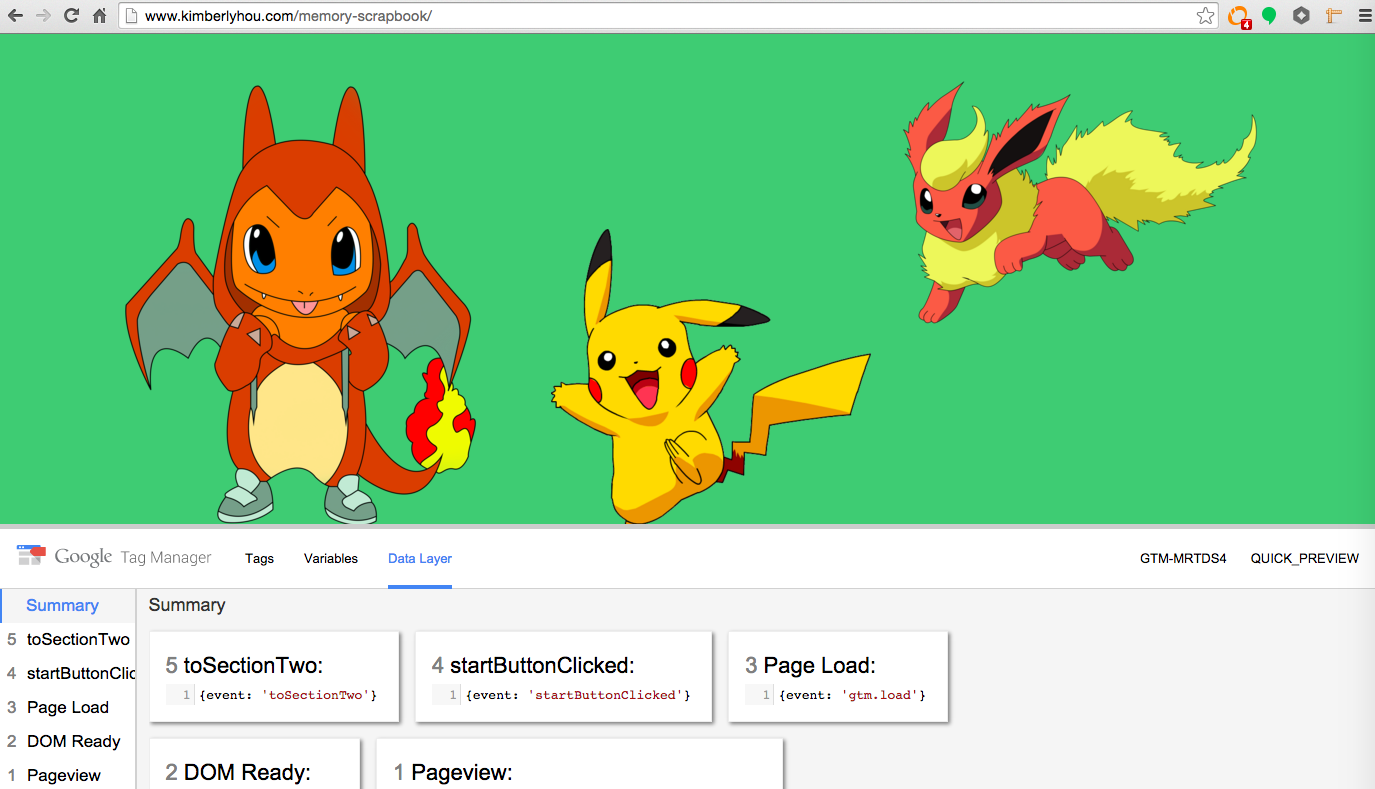 www.kimberlyhou.com/memory-scrapbook/
4
Google Tag Manager Tags Variables Data Layer GTM-MRTDS4 QUICK_PREVIEW
Summary
5 toSectionTwo
4 startButtonClic
3 Page Load
2 DOM Ready
1 Pageview
Summary
5 toSectionTwo:
1 {event: 'toSectionTwo'}
4 startButtonClicked:
1 {event: 'startButtonClicked'}
3 Page Load:
1 {event: 'gtm.load'}
2 DOM Ready:
1 Pageview: